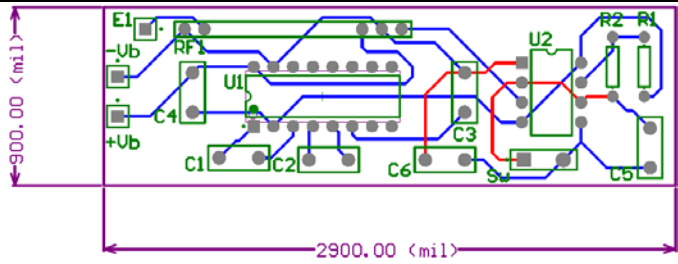 E1
R2 R1
-Vb
RF1
U2
U1
C4
C3
+Vb
C1
C2
C6
SW
C5
900.00 (mil)
2900.00 (mil)